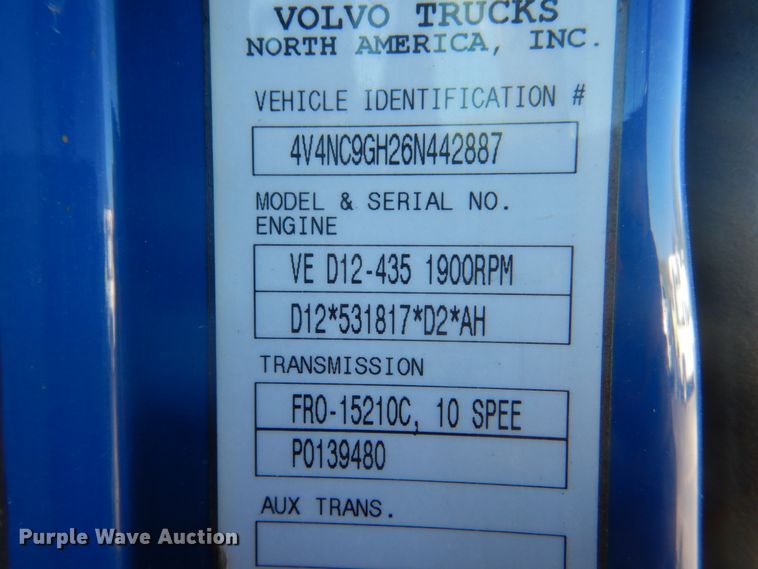 VOLVO TRUCKS
NORTH AMERICA, INC.
VEHICLE IDENTIFICATION #
4V4NC9GH26N442887
MODEL & SERIAL NO.
ENGINE
VE D12-435 1900RPM
D12*531817*D2*AH
TRANSMISSION
FRO-15210C, 10 SPEE
P0139480
AUX TRANS.
Purple Wave Auction